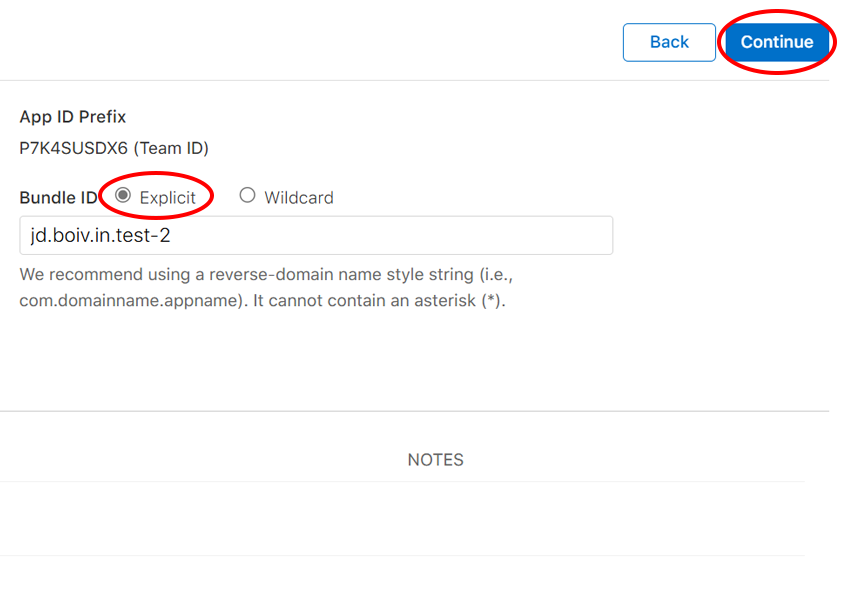 Back Continue
App ID Prefix
P7K4SUSDX6 (Team ID)
Bundle ID Explicit Wildcard
jd.boiv.in.test-2
We recommend using a reverse-domain name style string (i.e.,
com.domainname.appname). It cannot contain an asterisk (*).
NOTES